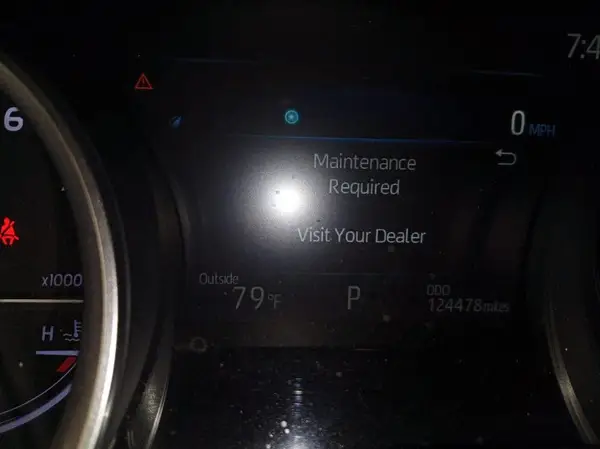 7:4
6
0 MPH
Maintenance
Required
Visit Your Dealer
x1000
Outside
79°F
P
ODO
124478 miles
H